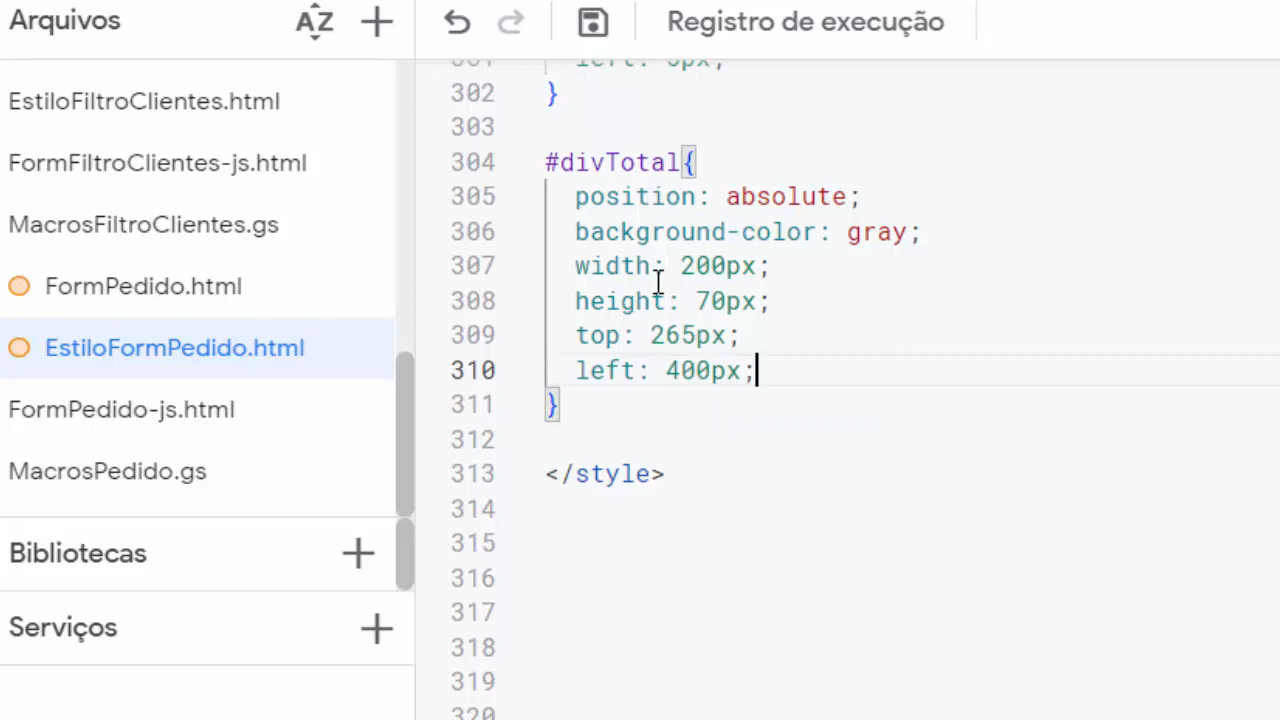 Arquivos
EstiloFiltroClientes.html
FormFiltroClientes-js.html
MacrosFiltroClientes.gs
FormPedido.html
EstiloFormPedido.html
FormPedido-js.html
MacrosPedido.gs
Bibliotecas
Serviços
Registro de execução
302 }
303
304 #divTotal{
305 position: absolute;
306 background-color: gray;
307 width: 200px;
308 height: 70px;
309 top: 265px;
310 left: 400px;
311 }
312
313 </style>
314
315
316
317
318
319
320